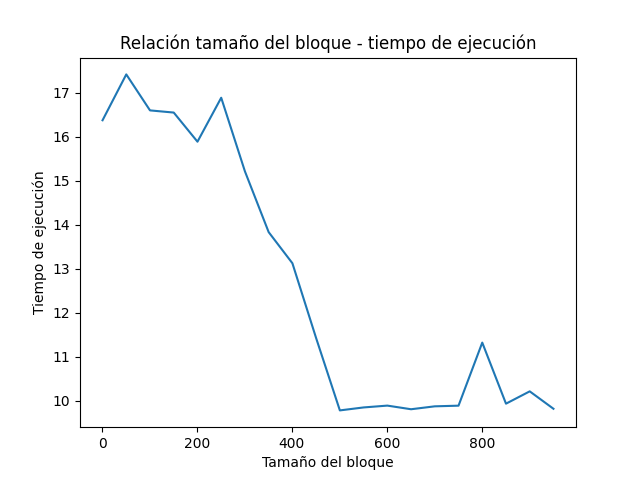 Relación tamaño del bloque - tiempo de ejecución
17
16
15
14
13
12
11
10
Tiempo de ejecución
0 200 400 600 800
Tamaño del bloque